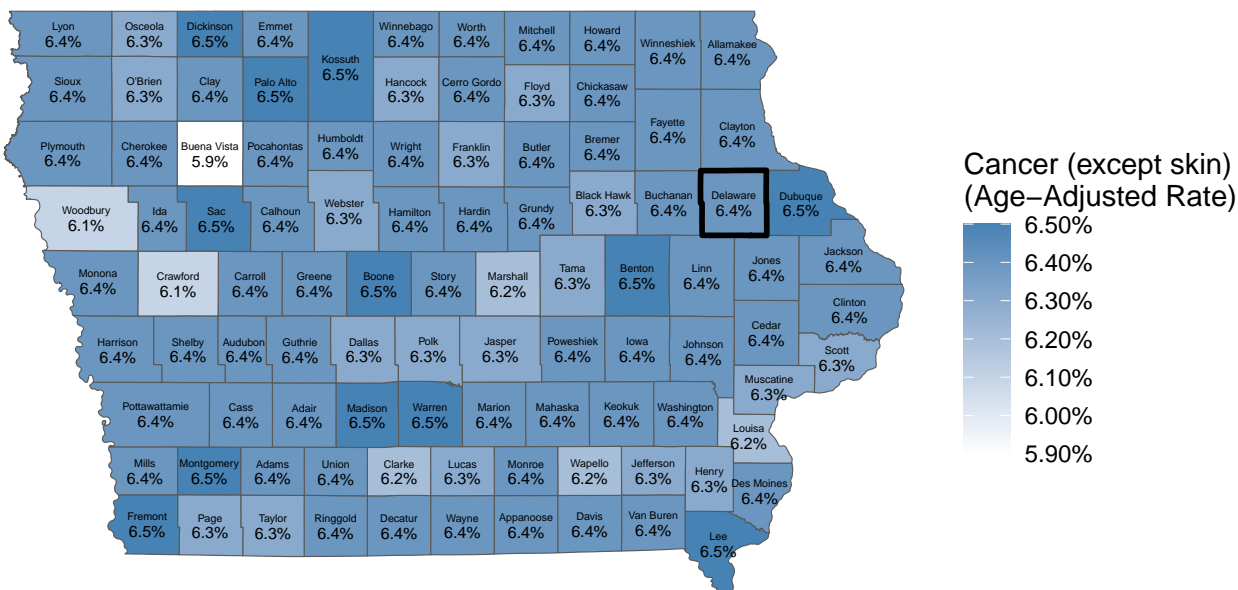 Lyon
6.4%
Osceola
6.3%
Dickinson
6.5%
Emmet
6.4%
Kossuth
6.5%
Winnebago
6.4%
Worth
6.4%
Mitchell
6.4%
Howard
6.4%
Winneshiek
6.4%
Allamakee
6.4%
Sioux
6.4%
O'Brien
6.3%
Clay
6.4%
Palo Alto
6.5%
Hancock
6.3%
Cerro Gordo
6.4%
Floyd
6.3%
Chickasaw
6.4%
Plymouth
6.4%
Cherokee
6.4%
Buena Vista
5.9%
Pocahontas
6.4%
Humboldt
6.4%
Wright
6.4%
Franklin
6.3%
Butler
6.4%
Bremer
6.4%
Fayette
6.4%
Clayton
6.4%
Woodbury
6.1%
Ida
6.4%
Sac
6.5%
Calhoun
6.4%
Webster
6.3%
Hamilton
6.4%
Hardin
6.4%
Grundy
6.4%
Black Hawk
6.3%
Buchanan
6.4%
Delaware
6.4%
Dubuque
6.5%
Monona
6.4%
Crawford
6.1%
Carroll
6.4%
Greene
6.4%
Boone
6.5%
Story
6.4%
Marshall
6.2%
Tama
6.3%
Benton
6.5%
Linn
6.4%
Jones
6.4%
Jackson
6.4%
Clinton
6.4%
Harrison
6.4%
Shelby
6.4%
Audubon
6.4%
Guthrie
6.4%
Dallas
6.3%
Polk
6.3%
Jasper
6.3%
Poweshiek
6.4%
Iowa
6.4%
Johnson
6.4%
Cedar
6.4%
Scott
6.3%
Muscatine
6.3%
Pottawattamie
6.4%
Cass
6.4%
Adair
6.4%
Madison
6.5%
Warren
6.5%
Marion
6.4%
Mahaska
6.4%
Keokuk
6.4%
Washington
6.4%
Louisa
6.2%
Mills
6.4%
Montgomery
6.5%
Adams
6.4%
Union
6.4%
Clarke
6.2%
Lucas
6.3%
Monroe
6.4%
Wapello
6.2%
Jefferson
6.3%
Henry
6.3%
Des Moines
6.4%
Fremont
6.5%
Page
6.3%
Taylor
6.3%
Ringgold
6.4%
Decatur
6.4%
Wayne
6.4%
Appanoose
6.4%
Davis
6.4%
Van Buren
6.4%
Lee
6.5%
Cancer (except skin)
(Age−Adjusted Rate)
6.50%
6.40%
6.30%
6.20%
6.10%
6.00%
5.90%